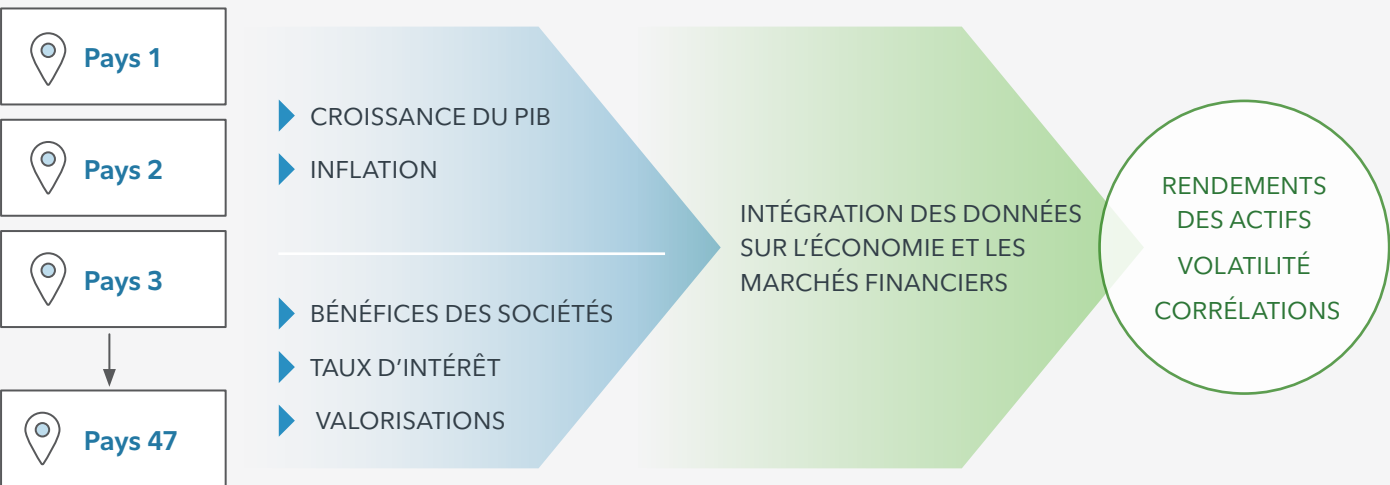 Pays 1
Pays 2
Pays 3
Pays 47
CROISSANCE DU PIB
INFLATION
BÉNÉFICES DES SOCIÉTÉS
TAUX D’INTÉRÊT
VALORISATIONS
INTÉGRATION DES DONNÉES
SUR L’ÉCONOMIE ET LES
MARCHÉS FINANCIERS
RENDEMENTS
DES ACTIFS
VOLATILITÉ
CORRÉLATIONS